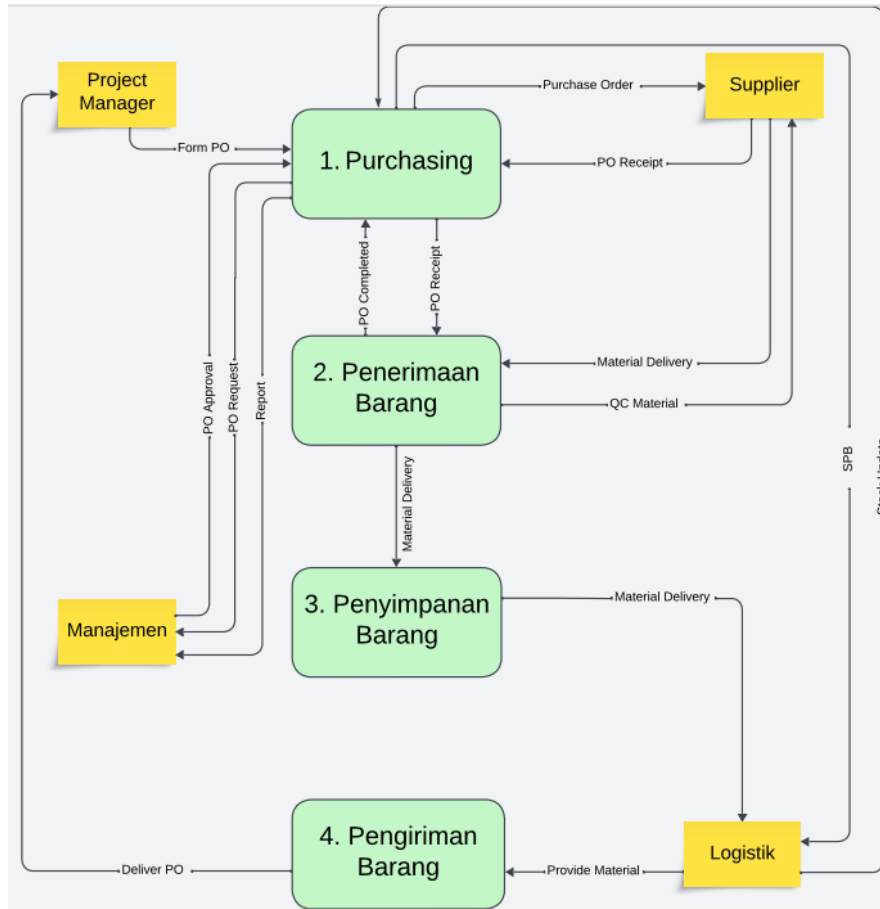 Project
Manager
Purchase Order
Supplier
Form PO
1. Purchasing
PO Receipt
PO Completed
PO Receipt
2. Penerimaan
Barang
Material Delivery
QC Material
PO Approval
PO Request
Report
SPB
Material Delivery
3. Penyimpanan
Barang
Material Delivery
Manajemen
4. Pengiriman
Barang
Logistik
Deliver PO
Provide Material